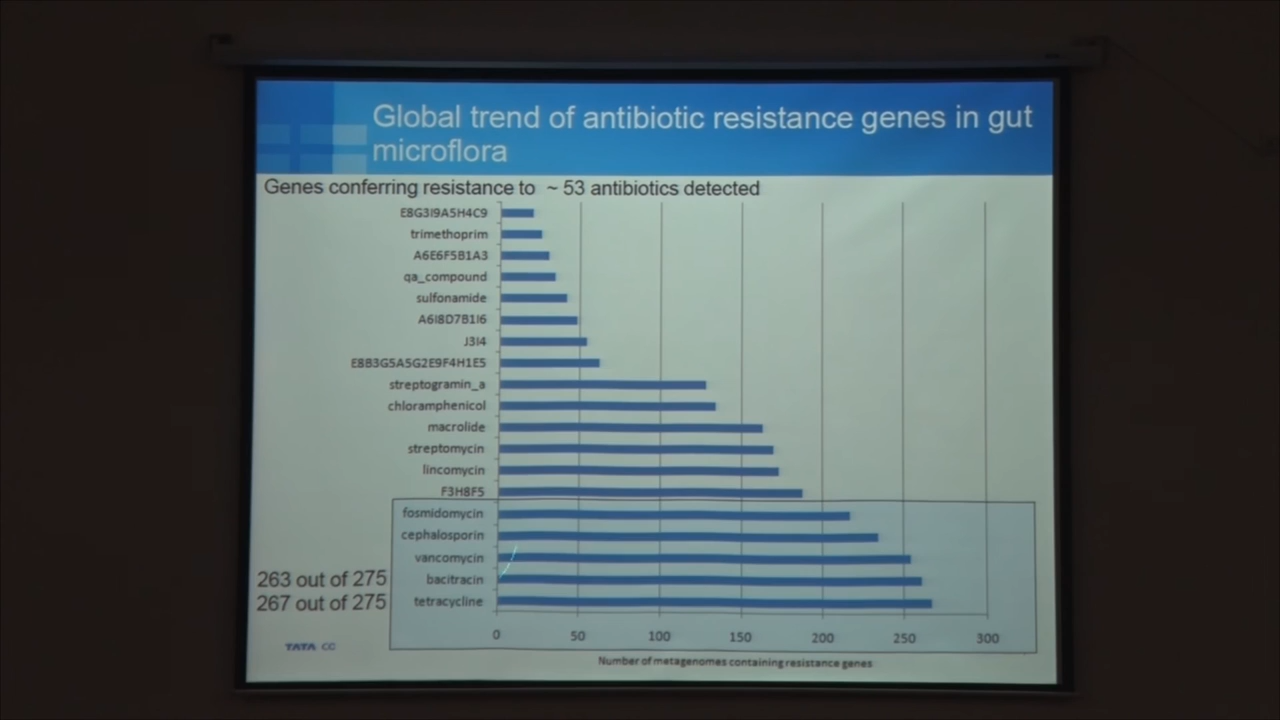 Global trend of antibiotic resistance genes in gut
microflora
Genes conferring resistance to ~ 53 antibiotics detected
E8G3I9A5H4C9
trimethoprim
A6E6F5B1A3
qa_compound
sulfonamide
A6I8D7B1I6
J3I4
E8B3G5A5G2E9F4H1E5
streptogramin_a
chloramphenicol
macrolide
streptomycin
lincomycin
F3H8F5
fosmidomycin
cephalosporin
vancomycin
263 out of 275 bacitracin
267 out of 275 tetracycline
0 50 100 150 200 250 300
TATA
Number of metagenomes containing resistance genes